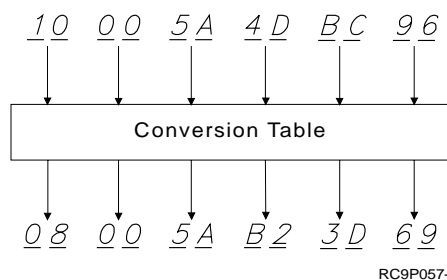 10 00 5A 4D BC 96
Conversion Table
08 00 5A B2 3D 69
RC9P057-